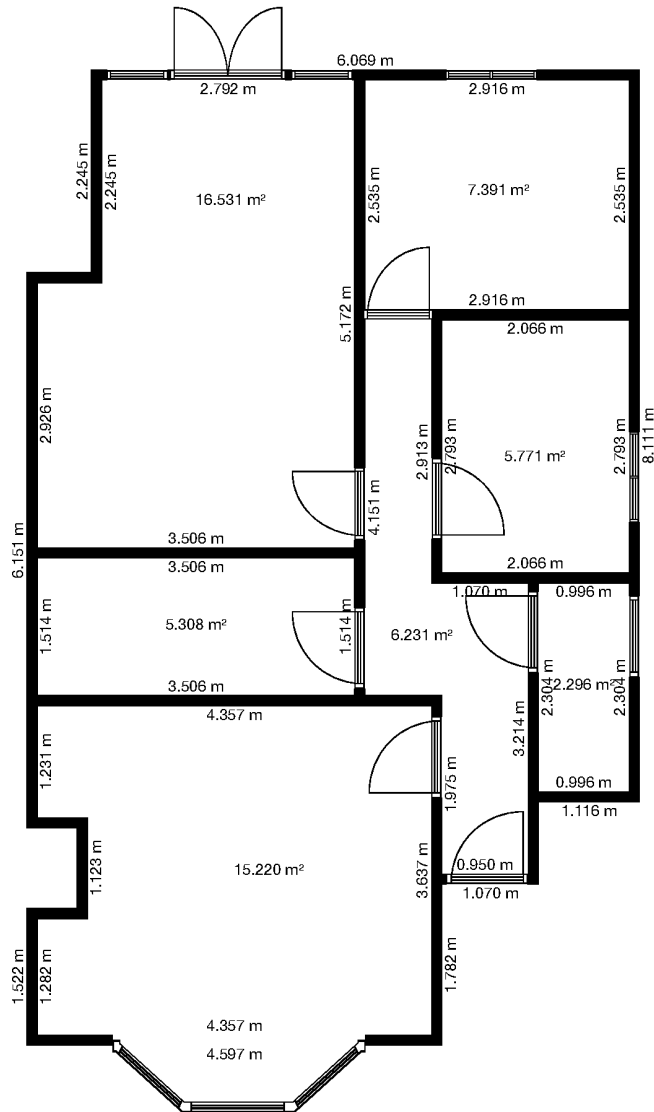 6.069 m
2.792 m
2.916 m
2.245 m
2.245 m
16.531 m²
2.535 m
7.391 m²
2.535 m
2.916 m
5.172 m
2.066 m
2.926 m
2.913 m
2.793 m
5.771 m²
2.793 m
8.111 m
4.151 m
3.506 m
6.151 m
3.506 m
2.066 m
1.070 m
0.996 m
1.514 m
5.308 m²
1.514 m
6.231 m²
3.506 m
2.304 m
2.296 m²
2.304 m
4.357 m
3.214 m
1.231 m
1.975 m
0.996 m
1.116 m
1.123 m
15.220 m²
3.637 m
0.950 m
1.070 m
1.522 m
1.282 m
1.782 m
4.357 m
4.597 m